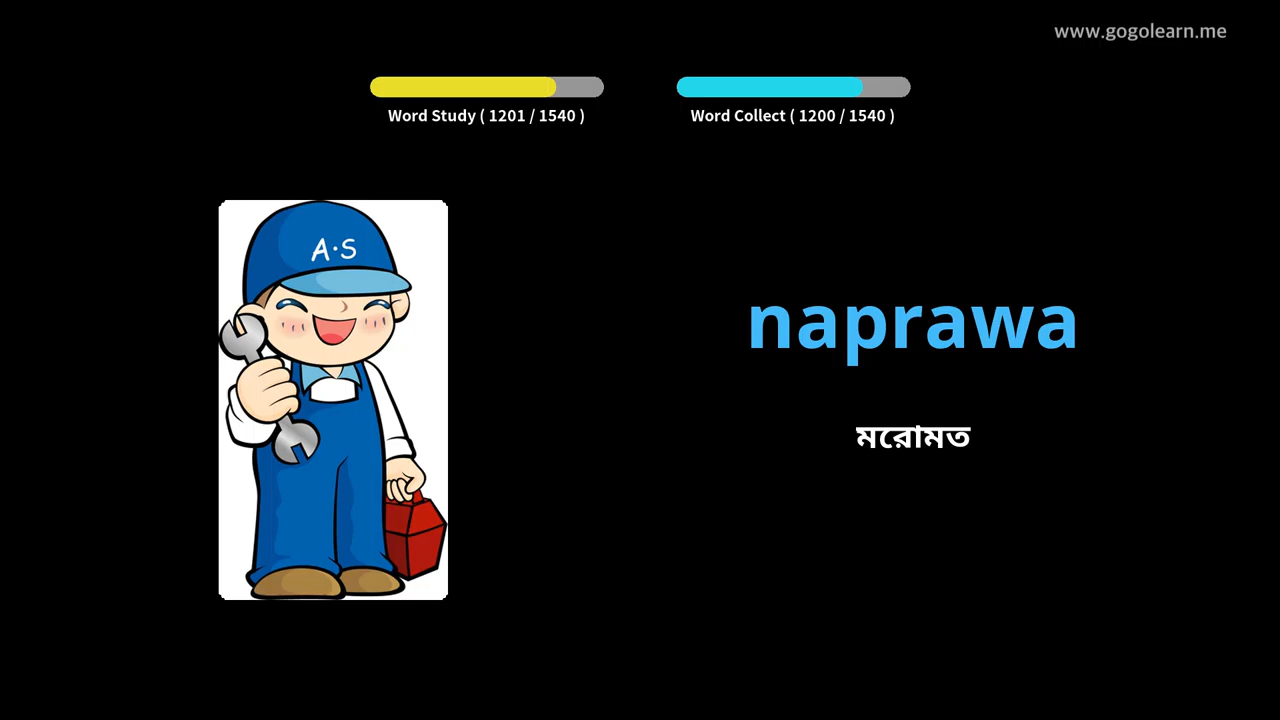 www.gogolearn.me
Word Study ( 1201 / 1540 )
Word Collect ( 1200 / 1540 )
A·S
naprawa
মেরামত